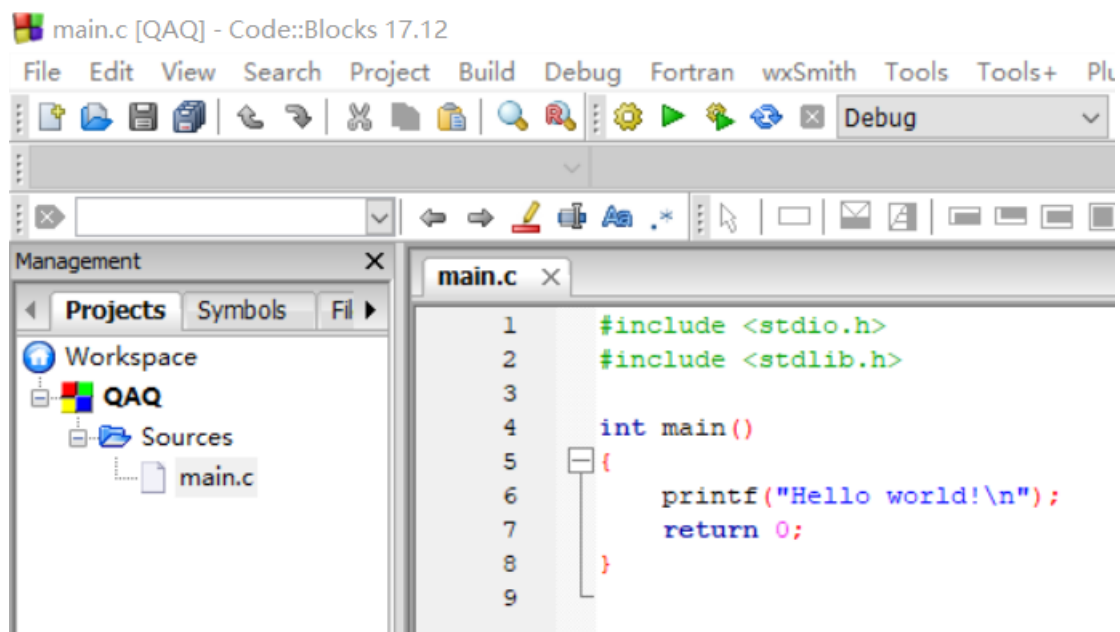 main.c [QAQ] - Code::Blocks 17.12
File Edit View Search Project Build Debug Fortran wxSmith Tools Tools+
Debug
Management
main.c
Projects Symbols
Workspace
QAQ
Sources
main.c
1 #include <stdio.h>
2 #include <stdlib.h>
3
4 int main()
5 {
6 printf("Hello world!\n");
7 return 0;
8 }
9